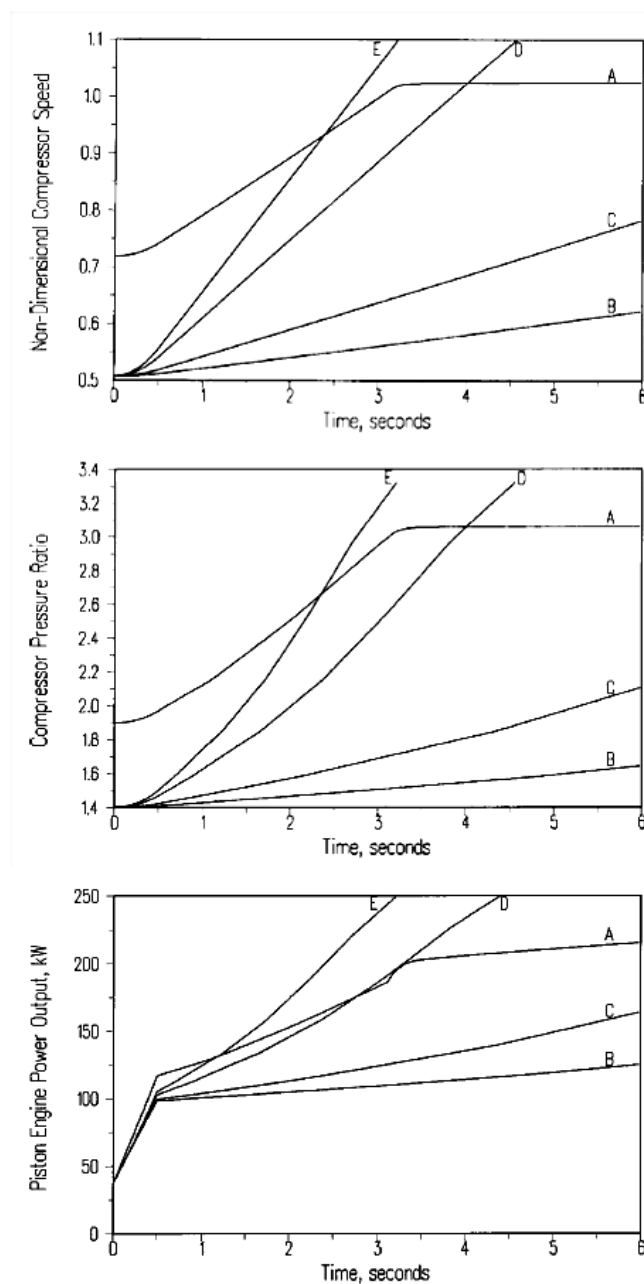 Non-Dimensional Compressor Speed
1.1
1.0
0.9
0.8
0.7
0.6
0.5
E
D
A
C
B
0 1 2 3 4 5 6
Time, seconds
Compressor Pressure Ratio
3.4
3.2
3.0
2.8
2.6
2.4
2.2
2.0
1.8
1.6
1.4
E
D
A
C
B
0 1 2 3 4 5 6
Time, seconds
Piston Engine Power Output, kW
250
200
150
100
50
0
E
D
A
C
B
0 1 2 3 4 5 6
Time, seconds